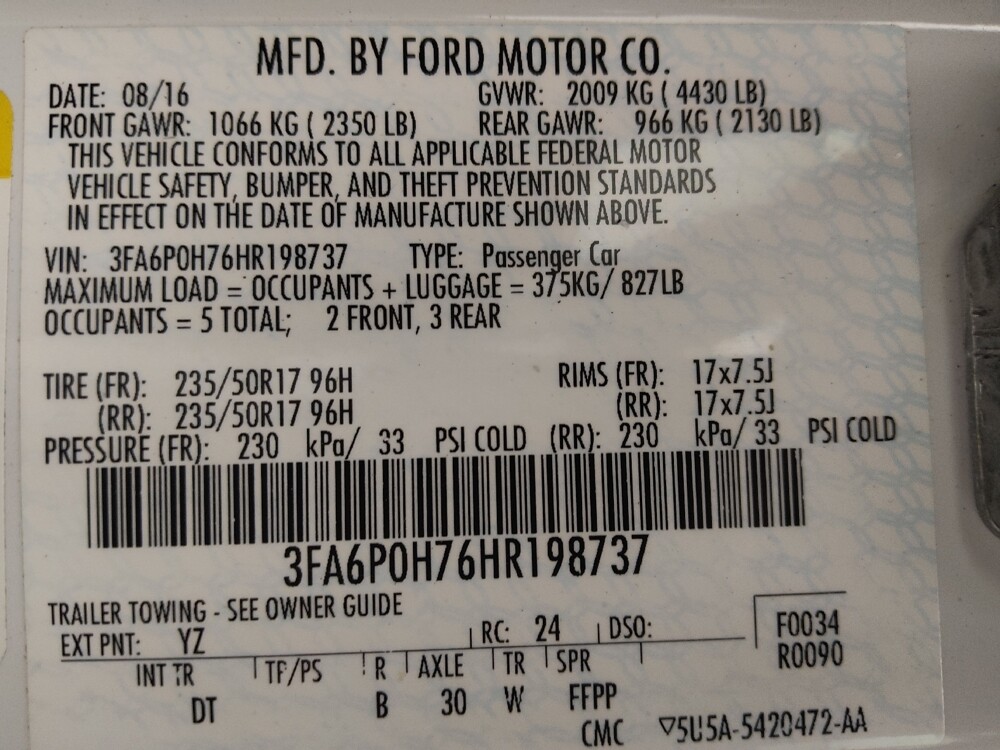 MFD. BY FORD MOTOR CO.
DATE: 08/16 GVWR: 2009 KG ( 4430 LB)
FRONT GAWR: 1066 KG ( 2350 LB) REAR GAWR: 966 KG ( 2130 LB)
THIS VEHICLE CONFORMS TO ALL APPLICABLE FEDERAL MOTOR
VEHICLE SAFETY, BUMPER, AND THEFT PREVENTION STANDARDS
IN EFFECT ON THE DATE OF MANUFACTURE SHOWN ABOVE.
VIN: 3FA6P0H76HR198737 TYPE: Passenger Car
MAXIMUM LOAD = OCCUPANTS + LUGGAGE = 375KG/ 827LB
OCCUPANTS = 5 TOTAL; 2 FRONT, 3 REAR
TIRE (FR): 235/50R17 96H RIMS (FR): 17x7.5J
(RR): 235/50R17 96H (RR): 17x7.5J
PRESSURE (FR): 230 kPa/ 33 PSI COLD (RR): 230 kPa/ 33 PSI COLD
3FA6P0H76HR198737
TRAILER TOWING - SEE OWNER GUIDE
EXT PNT: YZ RC: 24 DSO: F0034
R0090
INT TR TP/PS R AXLE TR SPR
DT B 30 W FFPP
CMC ▽5U5A-5420472-AA